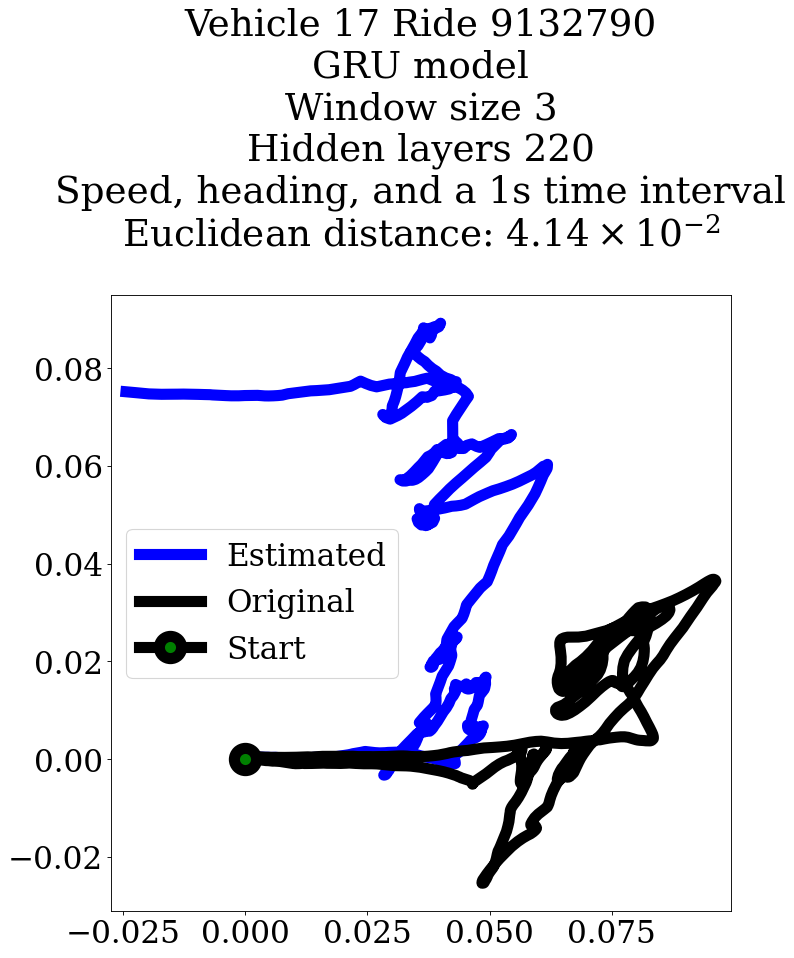 Vehicle 17 Ride 9132790
GRU model
Window size 3
Hidden layers 220
Speed, heading, and a 1s time interval
Euclidean distance: 4.14 × 10⁻²
0.08
0.06
0.04
0.02
0.00
−0.02
Estimated
Original
Start
−0.025 0.000 0.025 0.050 0.075